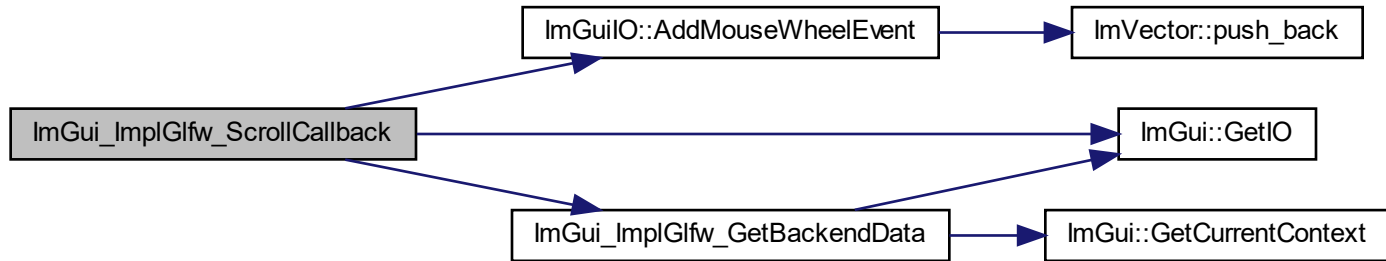 ImGui_ImplGlfw_ScrollCallback
ImGuiIO::AddMouseWheelEvent
ImVector::push_back
ImGui::GetIO
ImGui_ImplGlfw_GetBackendData
ImGui::GetCurrentContext